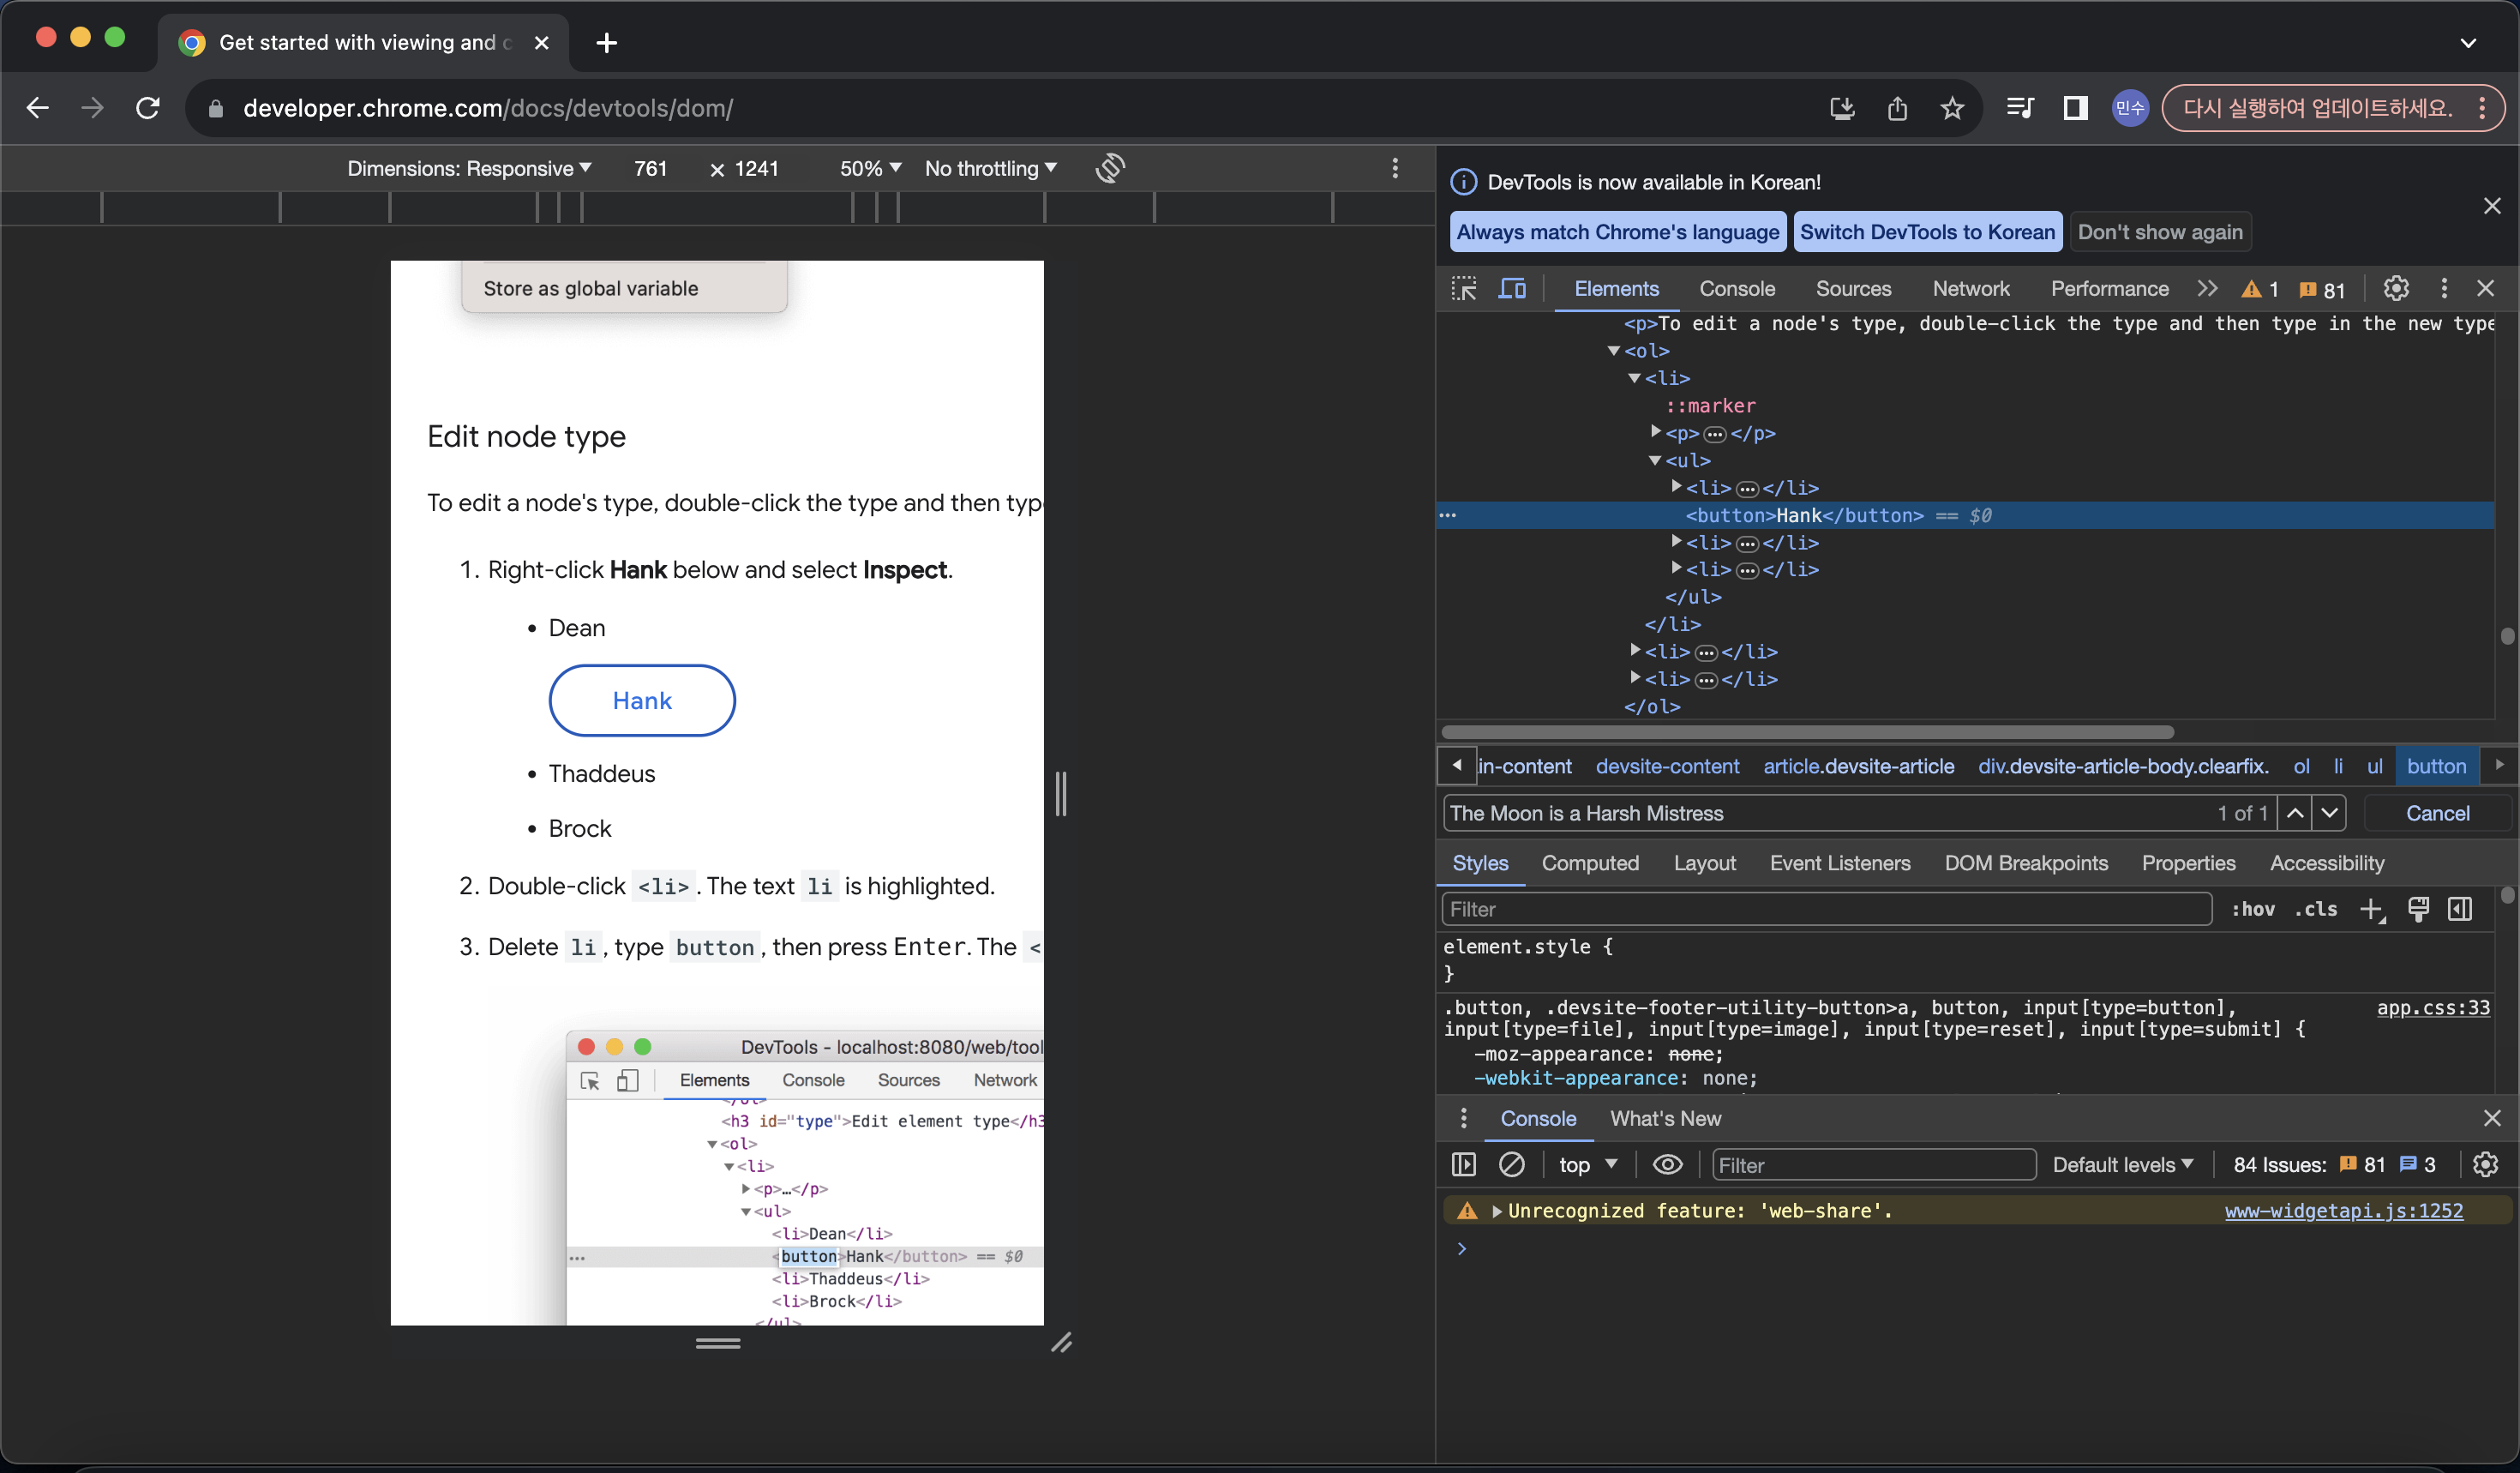 Get started with viewing and c
developer.chrome.com/docs/devtools/dom/
민수
다시 실행하여 업데이트하세요.
Dimensions: Responsive 761 × 1241 50% No throttling
Store as global variable
Edit node type
To edit a node's type, double-click the type and then typ
1. Right-click Hank below and select Inspect.
• Dean
Hank
• Thaddeus
• Brock
2. Double-click <li>. The text li is highlighted.
3. Delete li, type button, then press Enter. The <
DevTools - localhost:8080/web/tool
Elements Console Sources Network
</ol>
<h3 id="type">Edit element type</h3
<ol>
<li>
<p>…</p>
<ul>
<li>Dean</li>
… <button>Hank</button> == $0
<li>Thaddeus</li>
<li>Brock</li>
</ul>
DevTools is now available in Korean!
Always match Chrome's language Switch DevTools to Korean Don't show again
Elements Console Sources Network Performance 1 81
<p>To edit a node's type, double-click the type and then type in the new type
<ol>
<li>
::marker
<p>…</p>
<ul>
<li>…</li>
… <button>Hank</button> == $0
<li>…</li>
<li>…</li>
</ul>
</li>
<li>…</li>
<li>…</li>
</ol>
in-content devsite-content article.devsite-article div.devsite-article-body.clearfix. ol li ul button
The Moon is a Harsh Mistress 1 of 1 Cancel
Styles Computed Layout Event Listeners DOM Breakpoints Properties Accessibility
Filter :hov .cls
element.style {
}
.button, .devsite-footer-utility-button>a, button, input[type=button], app.css:33
input[type=file], input[type=image], input[type=reset], input[type=submit] {
-moz-appearance: none;
-webkit-appearance: none;
Console What's New
top Filter Default levels 84 Issues: 81 3
Unrecognized feature: 'web-share'. www-widgetapi.js:1252